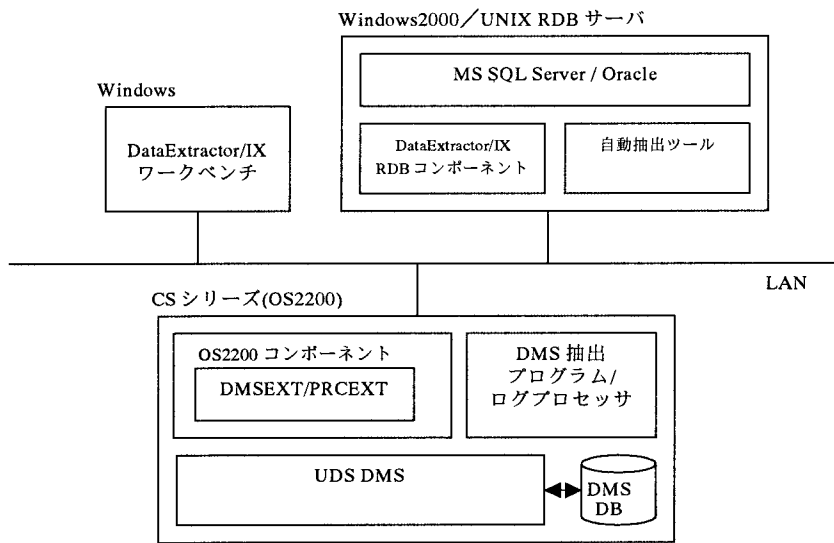 Windows2000／UNIX RDB サーバ
MS SQL Server / Oracle
Windows
DataExtractor/IX
ワークベンチ
DataExtractor/IX
RDB コンポーネント
自動抽出ツール
LAN
CS シリーズ(OS2200)
OS2200 コンポーネント
DMSEXT/PRCEXT
DMS 抽出
プログラム/
ログプロセッサ
UDS DMS
DMS
DB